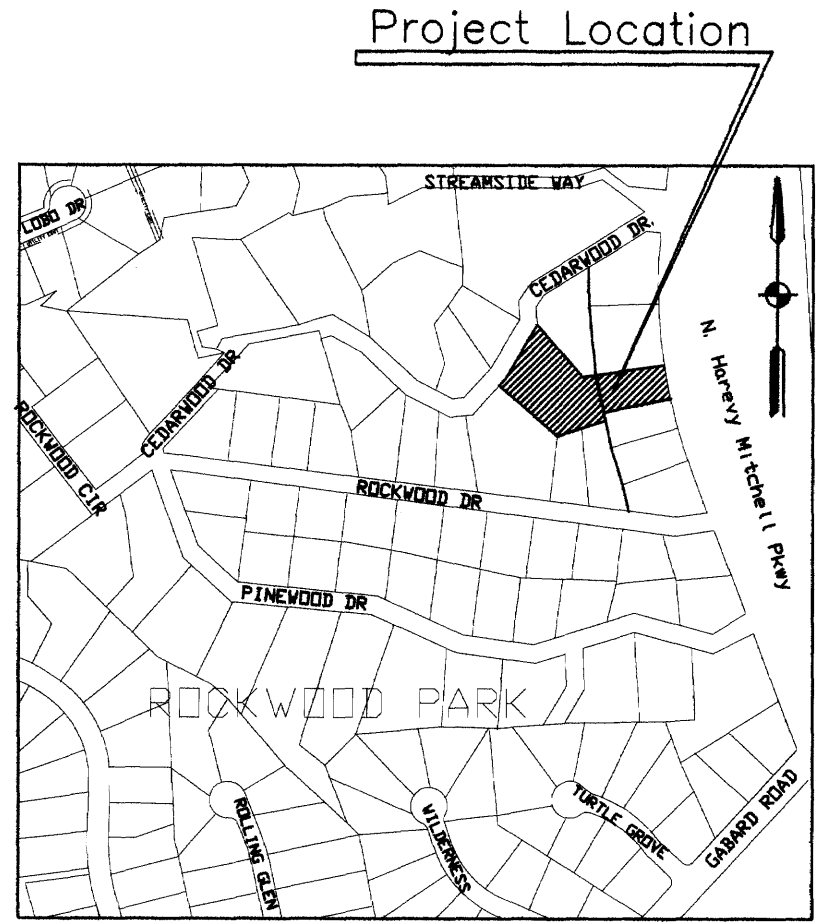 Project Location
STREAMSIDE WAY
LOBO DR
CEDARWOOD DR.
N. Harevy Mitchell Pkwy
CEDARWOOD DR
ROCKWOOD CIR
ROCKWOOD DR
PINEWOOD DR
ROCKWOOD PARK
ROLLING GLEN
WILDERNESS
TURTLE GROVE
GABARD ROAD